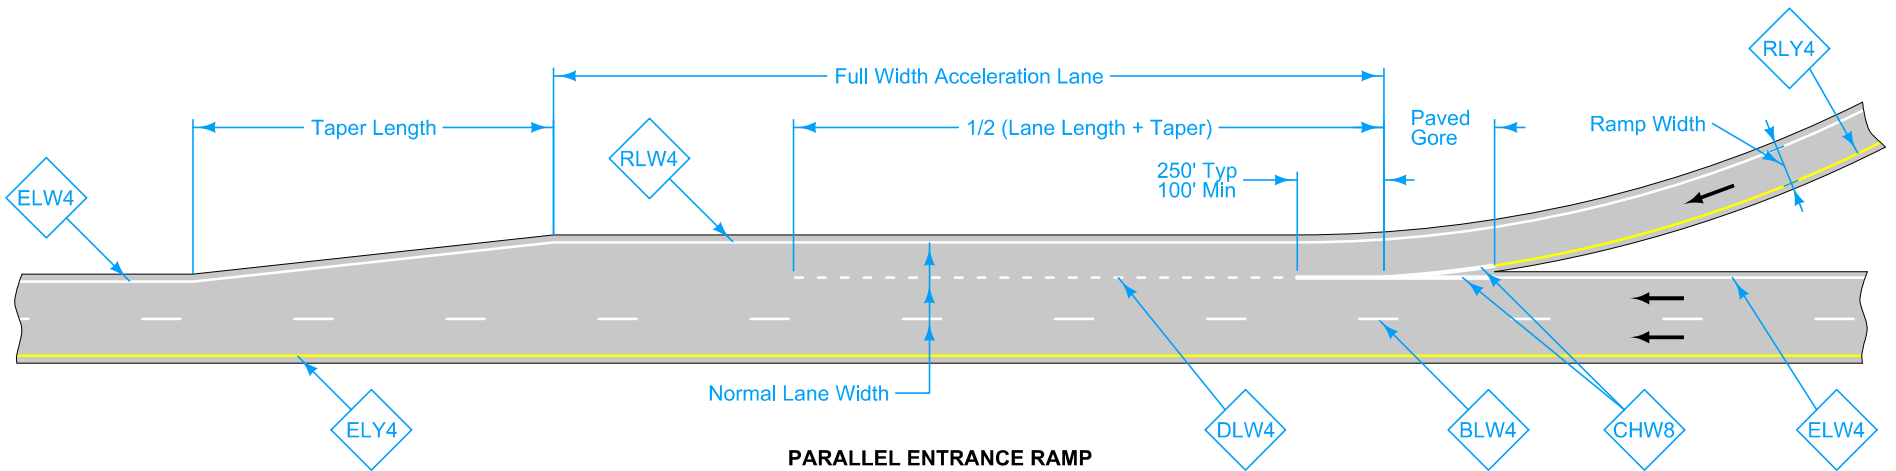 RLY4
Full Width Acceleration Lane
Taper Length
1/2 (Lane Length + Taper)
Paved
Gore
Ramp Width
RLW4
250' Typ
100' Min
ELW4
Normal Lane Width
ELY4
DLW4
BLW4
CHW8
ELW4
PARALLEL ENTRANCE RAMP